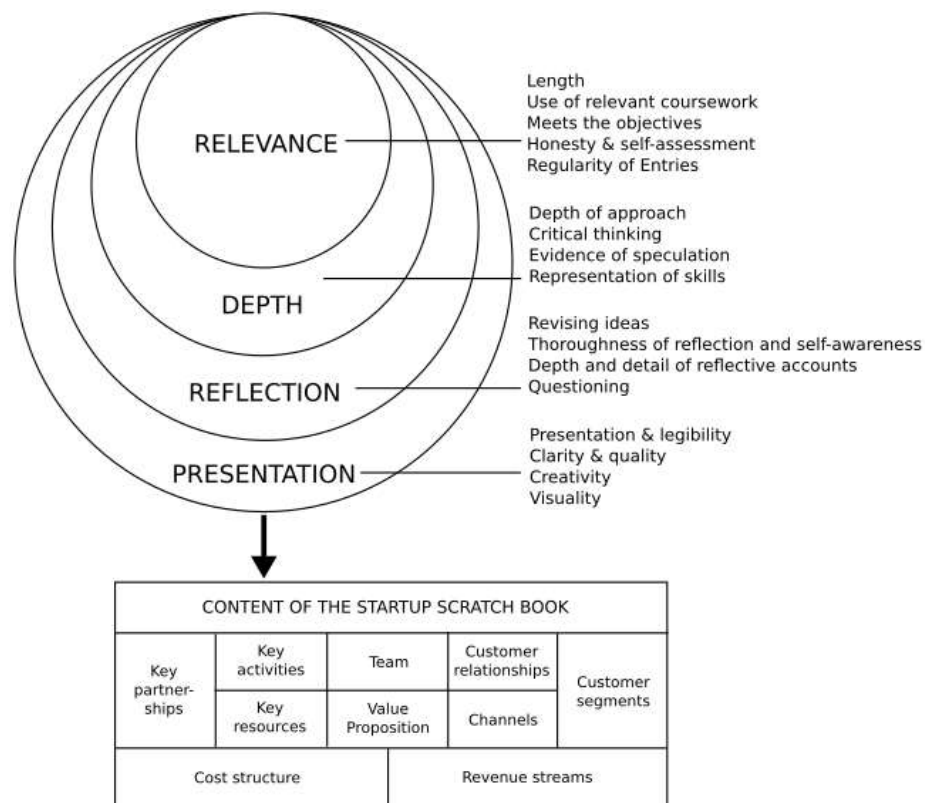 RELEVANCE
Length
Use of relevant coursework
Meets the objectives
Honesty & self-assessment
Regularity of Entries
DEPTH
Depth of approach
Critical thinking
Evidence of speculation
Representation of skills
REFLECTION
Revising ideas
Thoroughness of reflection and self-awareness
Depth and detail of reflective accounts
Questioning
PRESENTATION
Presentation & legibility
Clarity & quality
Creativity
Visuality
CONTENT OF THE STARTUP SCRATCH BOOK
Key
partner-
ships
Key
activities
Key
resources
Team
Value
Proposition
Customer
relationships
Channels
Customer
segments
Cost structure
Revenue streams